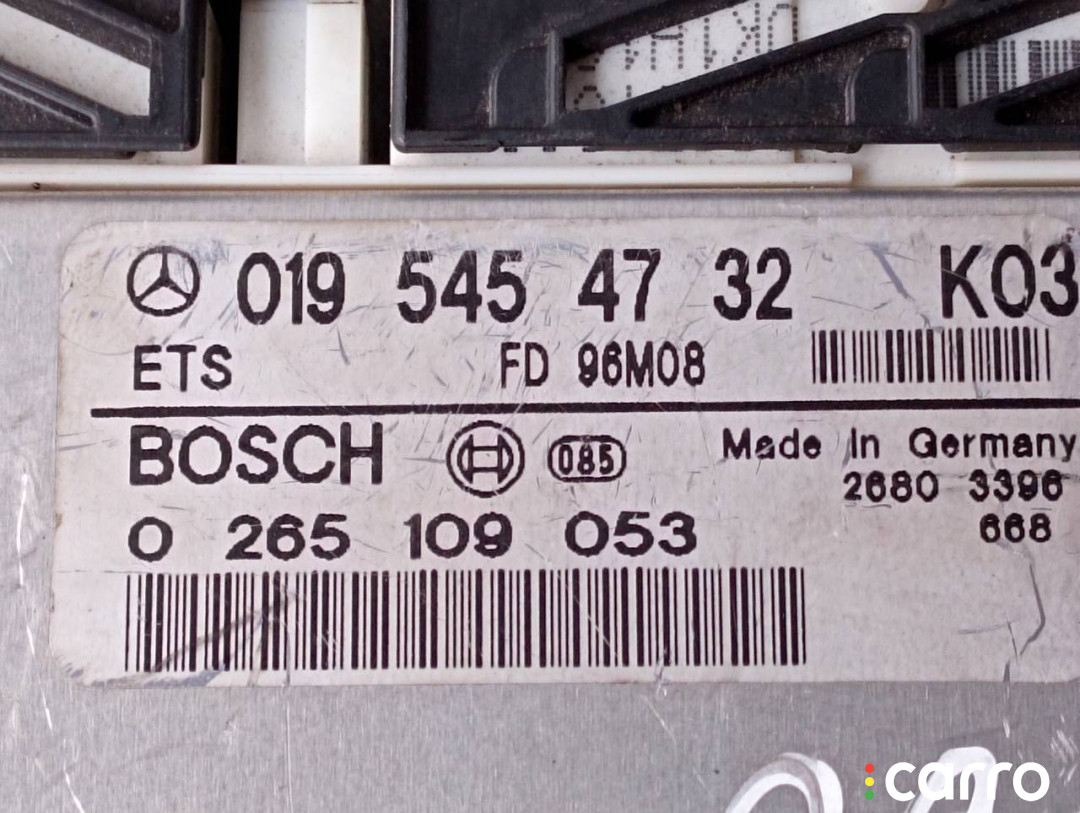 019 545 47 32 K03
ETS FD 96M08
BOSCH 085 Made In Germany
2680 3396
0 265 109 053 668
carro